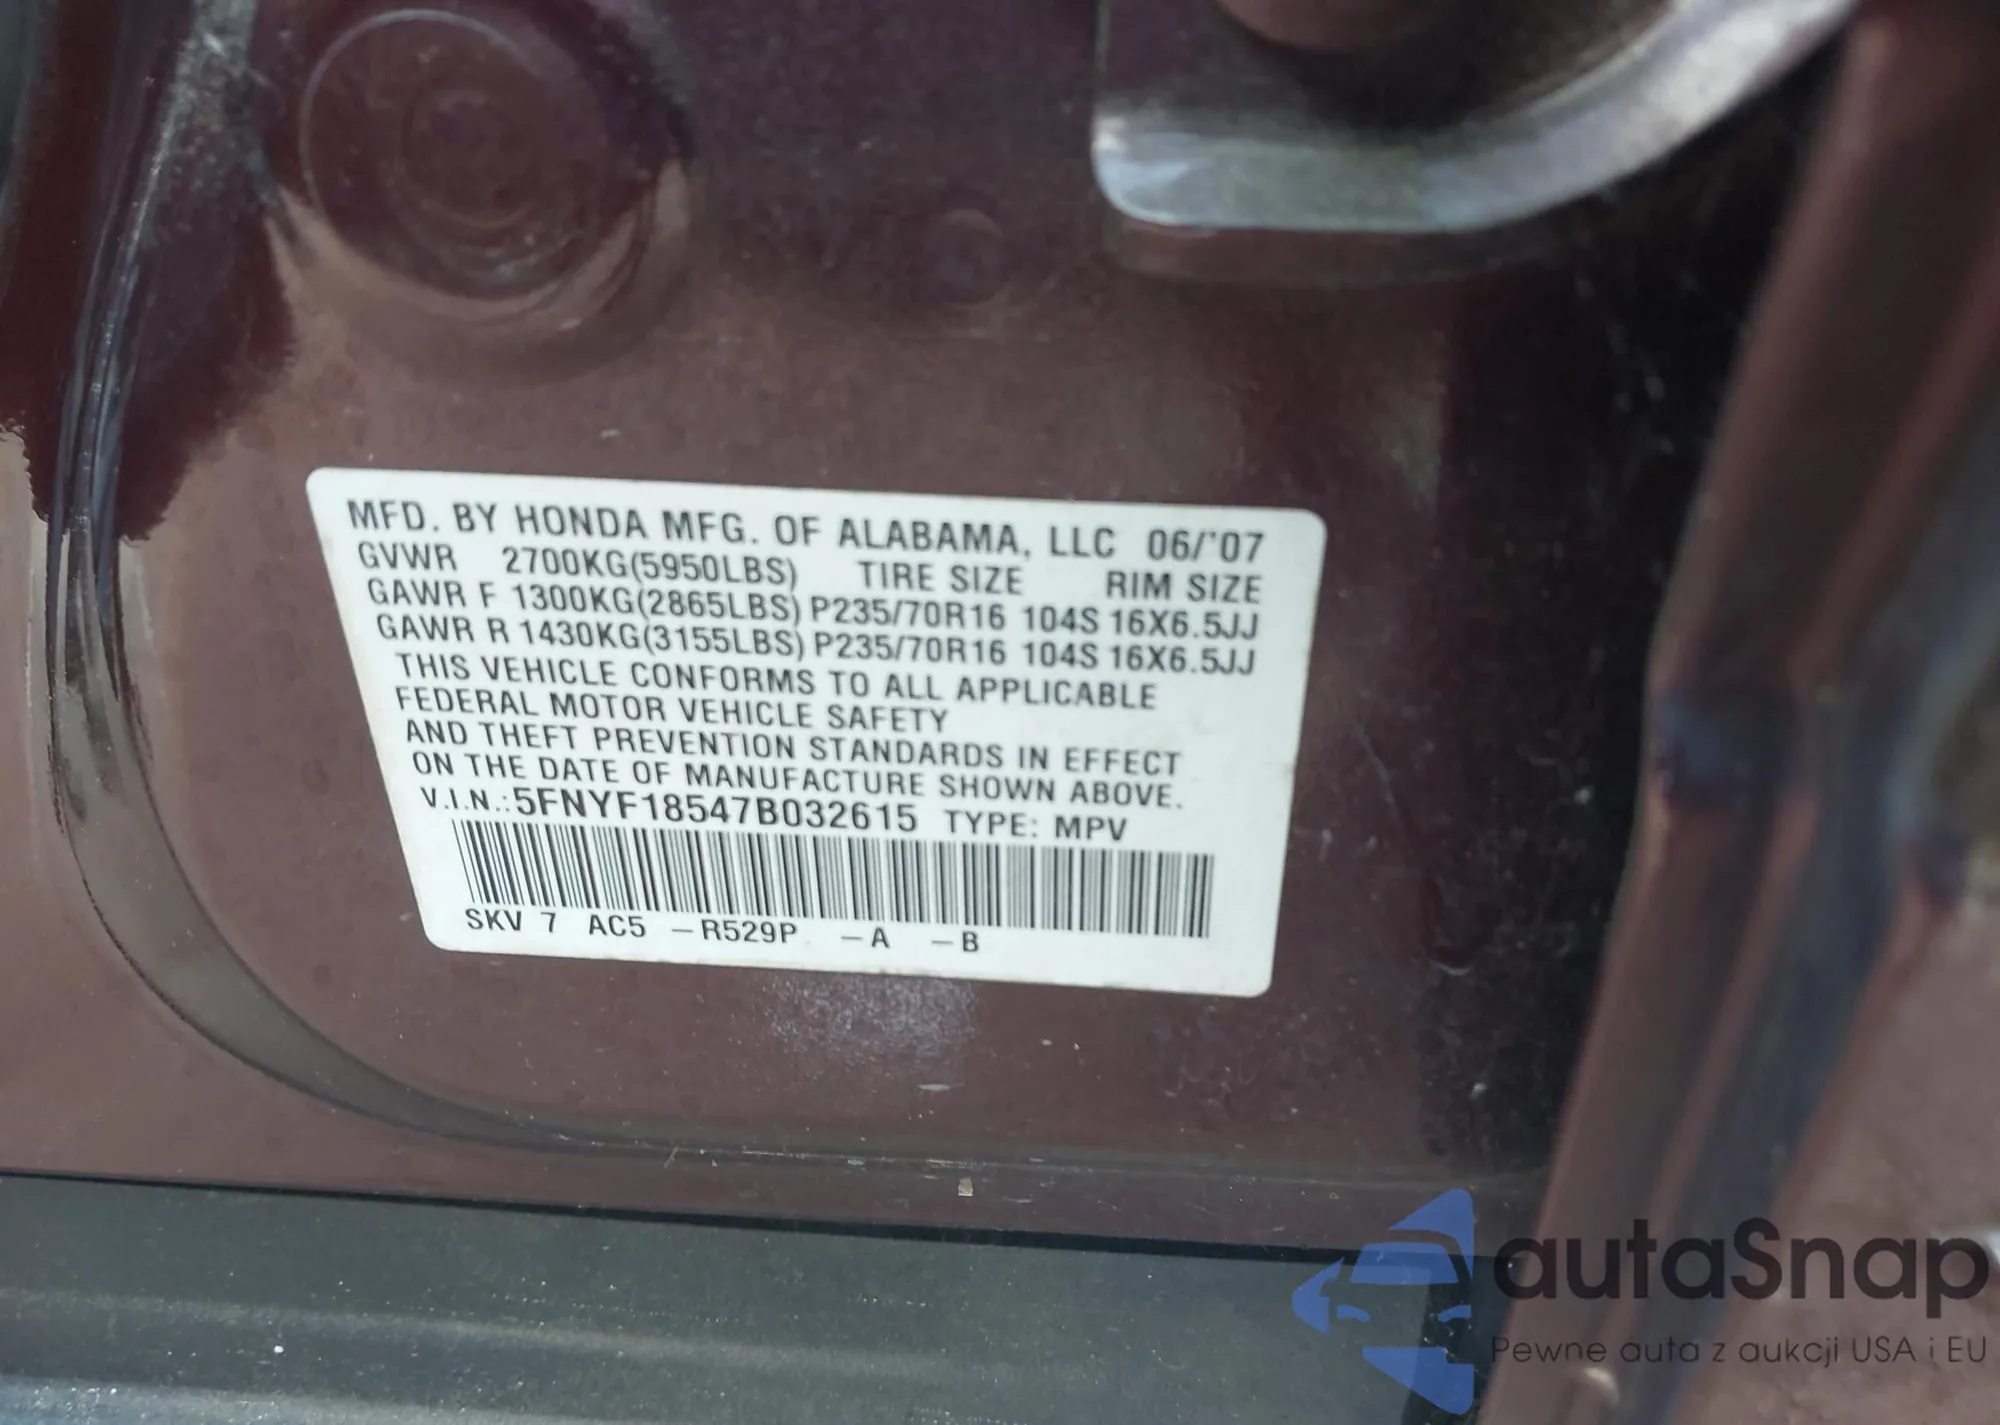 MFD. BY HONDA MFG. OF ALABAMA, LLC 06/'07
GVWR 2700KG(5950LBS) TIRE SIZE RIM SIZE
GAWR F 1300KG(2865LBS) P235/70R16 104S 16X6.5JJ
GAWR R 1430KG(3155LBS) P235/70R16 104S 16X6.5JJ
THIS VEHICLE CONFORMS TO ALL APPLICABLE
FEDERAL MOTOR VEHICLE SAFETY
AND THEFT PREVENTION STANDARDS IN EFFECT
ON THE DATE OF MANUFACTURE SHOWN ABOVE.
V.I.N.:5FNYF18547B032615 TYPE: MPV
SKV 7 AC5 -R529P -A -B
autaSnap
Pewne auta z aukcji USA i EU